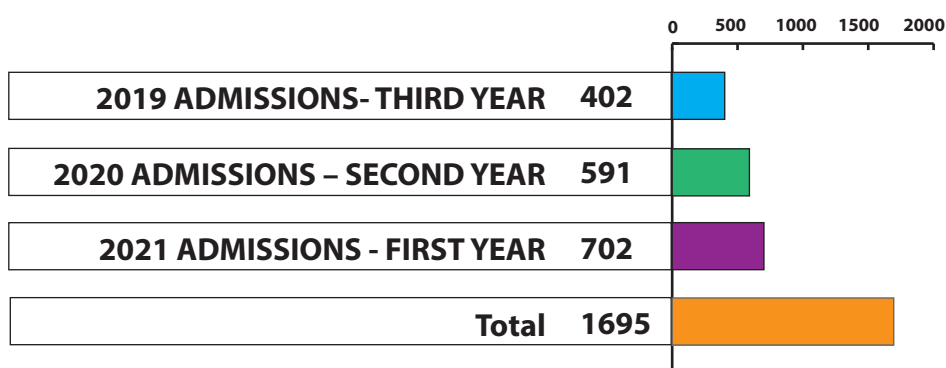 0 500 1000 1500 2000
2019 ADMISSIONS- THIRD YEAR 402
2020 ADMISSIONS – SECOND YEAR 591
2021 ADMISSIONS - FIRST YEAR 702
Total 1695